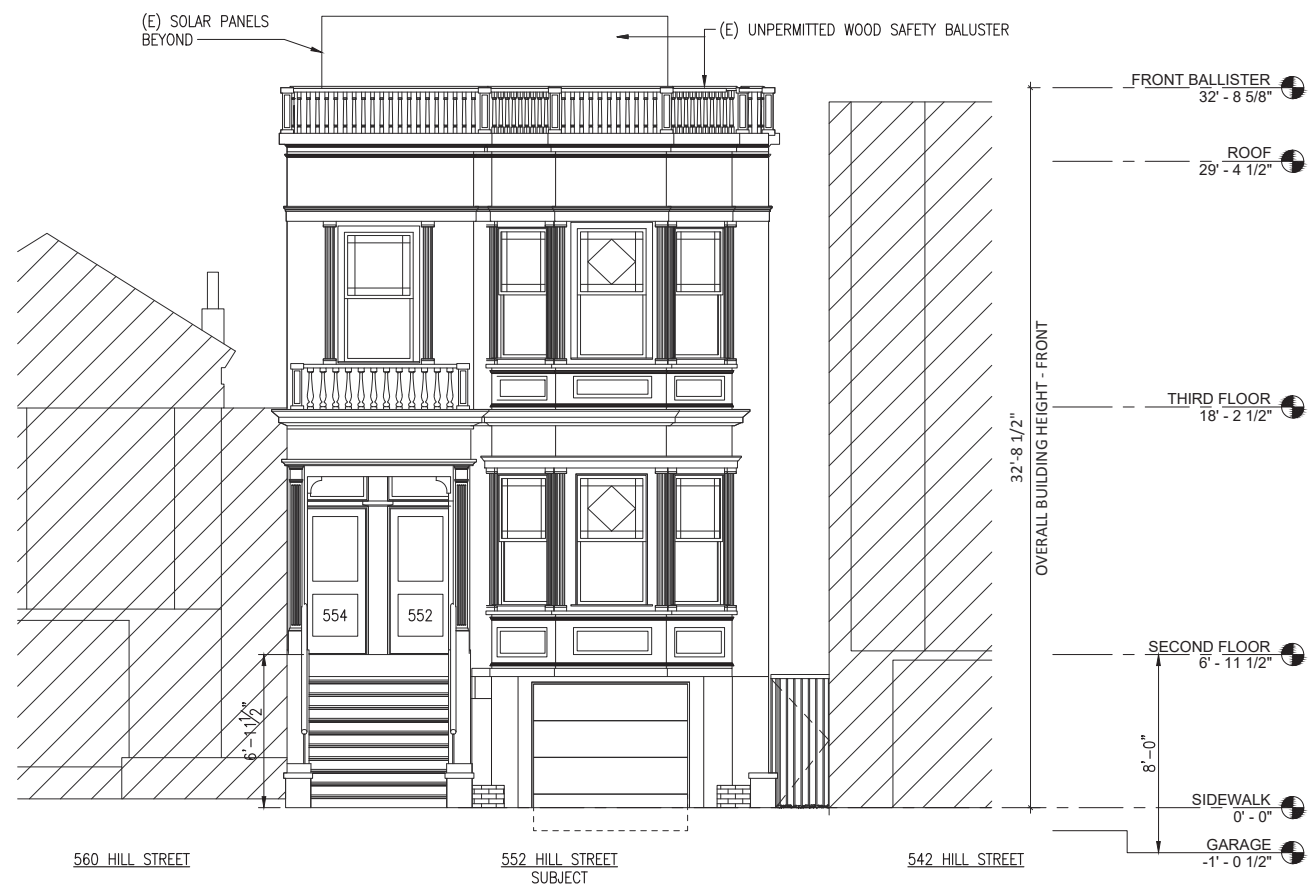 (E) SOLAR PANELS
BEYOND
(E) UNPERMITTED WOOD SAFETY BALUSTER
FRONT BALLISTER
32' - 8 5/8"
ROOF
29' - 4 1/2"
THIRD FLOOR
18' - 2 1/2"
32'-8 1/2"
OVERALL BUILDING HEIGHT - FRONT
554
552
SECOND FLOOR
6' - 11 1/2"
6'-11 1/2"
8'-0"
SIDEWALK
0' - 0"
GARAGE
-1' - 0 1/2"
560 HILL STREET
552 HILL STREET
SUBJECT
542 HILL STREET